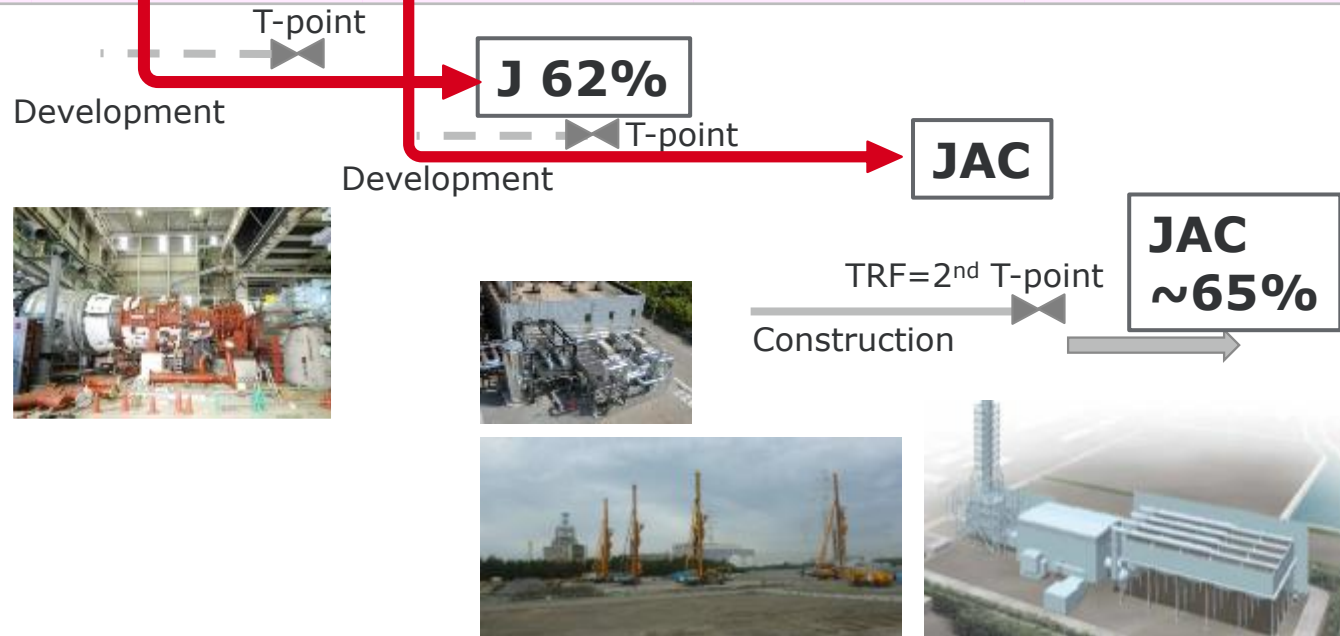 T-point
J 62%
Development
T-point
JAC
Development
JAC
~65%
TRF=2nd T-point
Construction